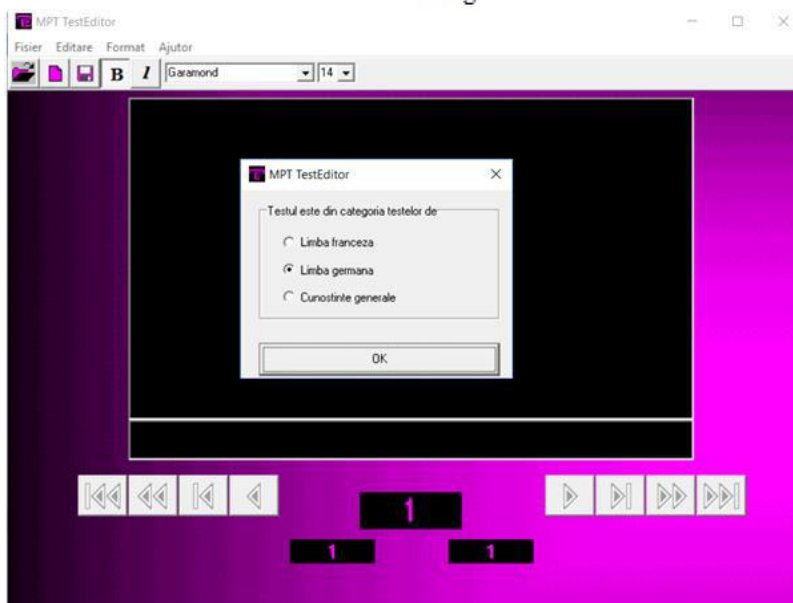 MPT TestEditor
Fisier Editare Format Ajutor
B I Garamond 14
MPT TestEditor
Testul este din categoria testelor de
Limba franceza
Limba germana
Cunostinte generale
OK
1
1 1